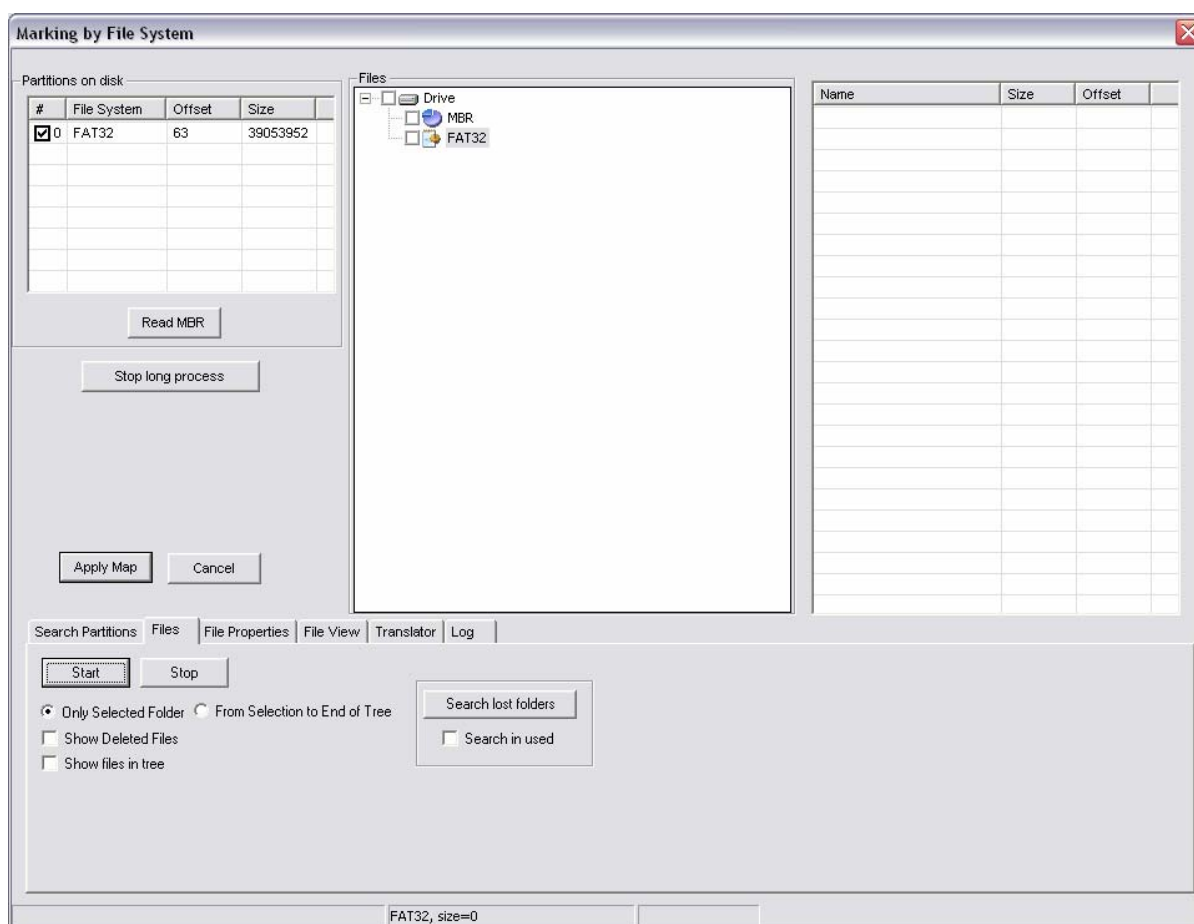 Marking by File System
Partitions on disk
# File System Offset Size
0 FAT32 63 39053952
Read MBR
Stop long process
Apply Map
Cancel
Files
Drive
MBR
FAT32
Name Size Offset
Search Partitions Files File Properties File View Translator Log
Start Stop
Only Selected Folder From Selection to End of Tree
Show Deleted Files
Show files in tree
Search lost folders
Search in used
FAT32, size=0